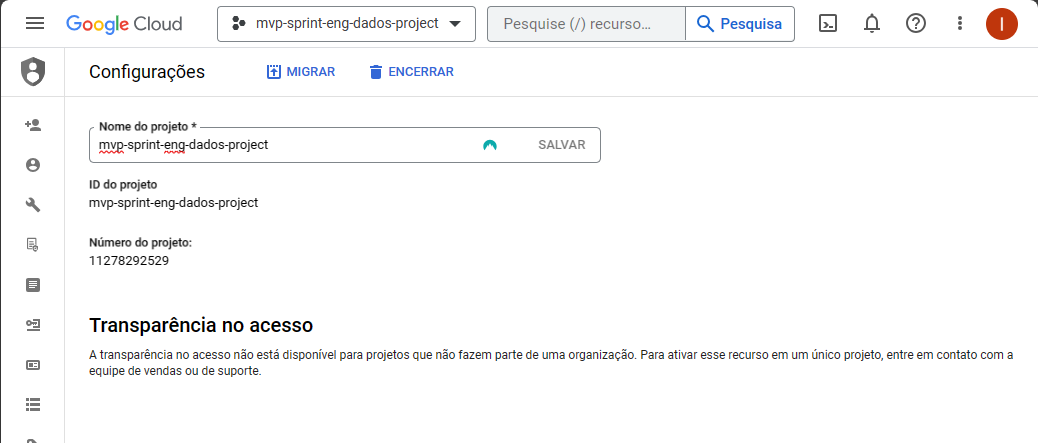 Google Cloud
mvp-sprint-eng-dados-project
Pesquise (/) recurso...
Pesquisa
I
Configurações
MIGRAR
ENCERRAR
Nome do projeto *
mvp-sprint-eng-dados-project
SALVAR
ID do projeto
mvp-sprint-eng-dados-project
Número do projeto:
11278292529
Transparência no acesso
A transparência no acesso não está disponível para projetos que não fazem parte de uma organização. Para ativar esse recurso em um único projeto, entre em contato com a
equipe de vendas ou de suporte.